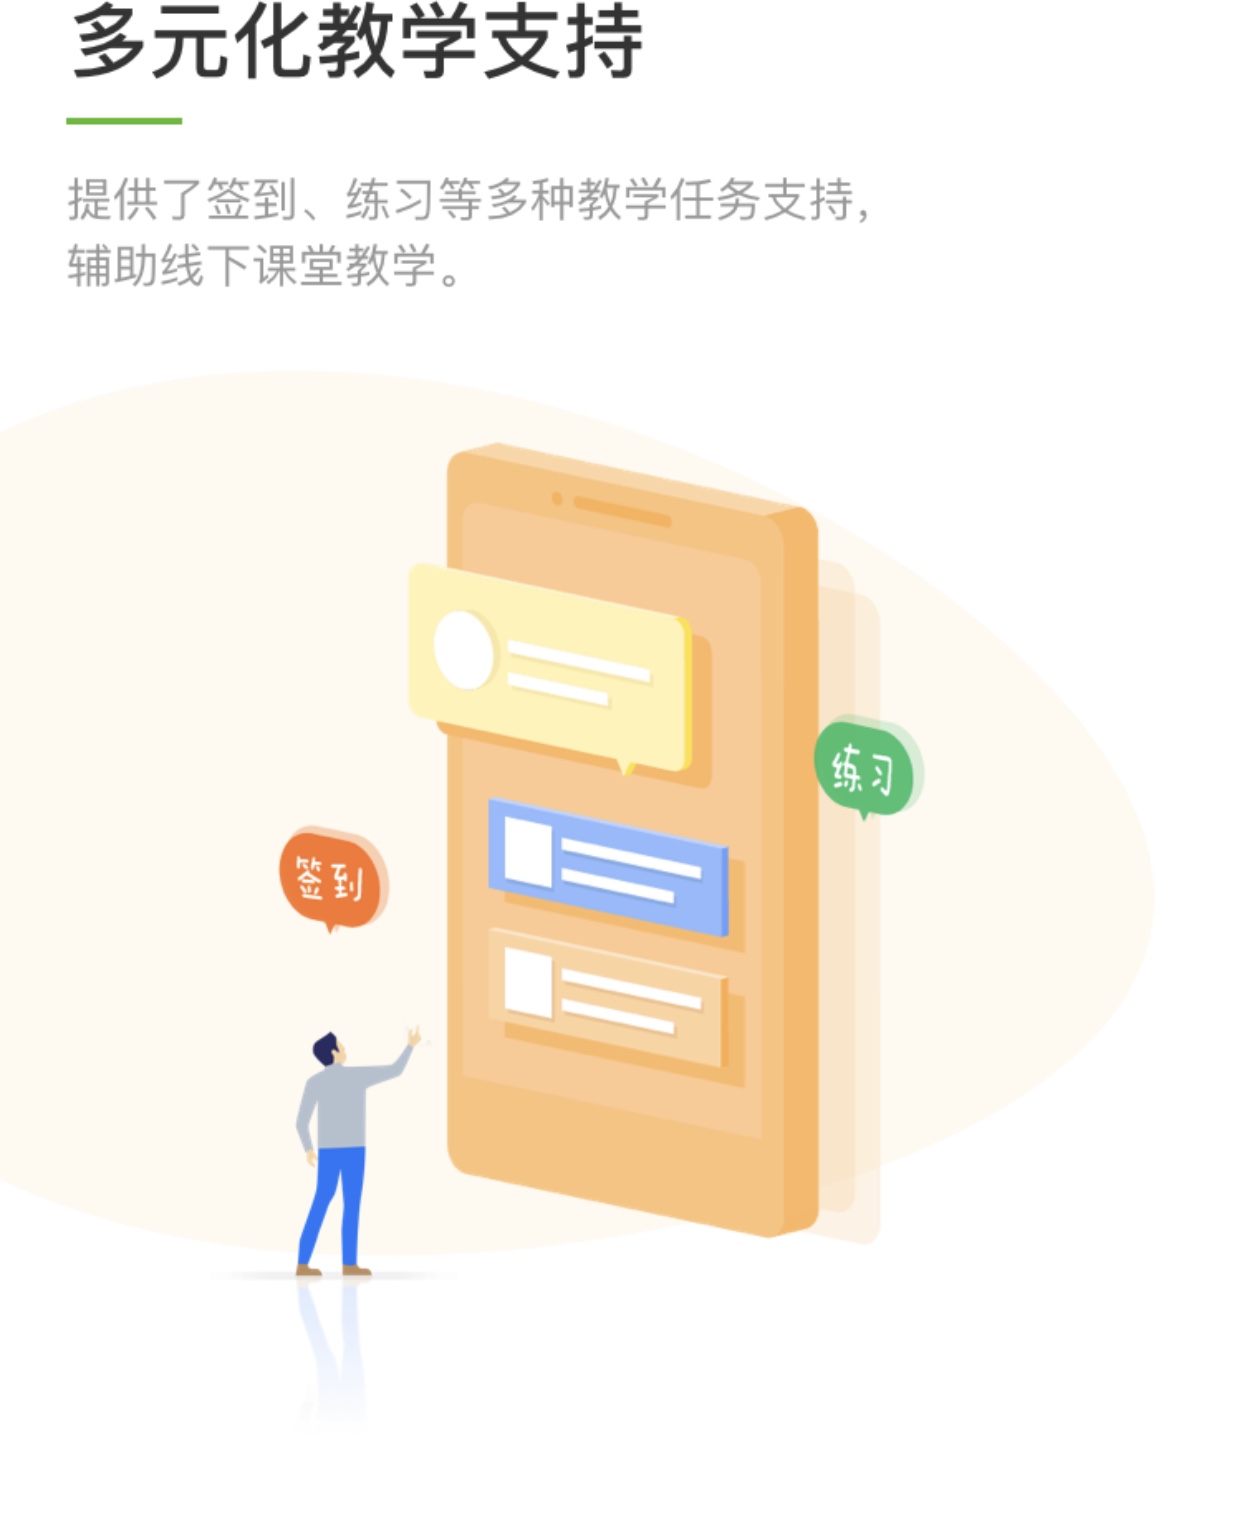 多元化教学支持
提供了签到、练习等多种教学任务支持，
辅助线下课堂教学。
练习
签到